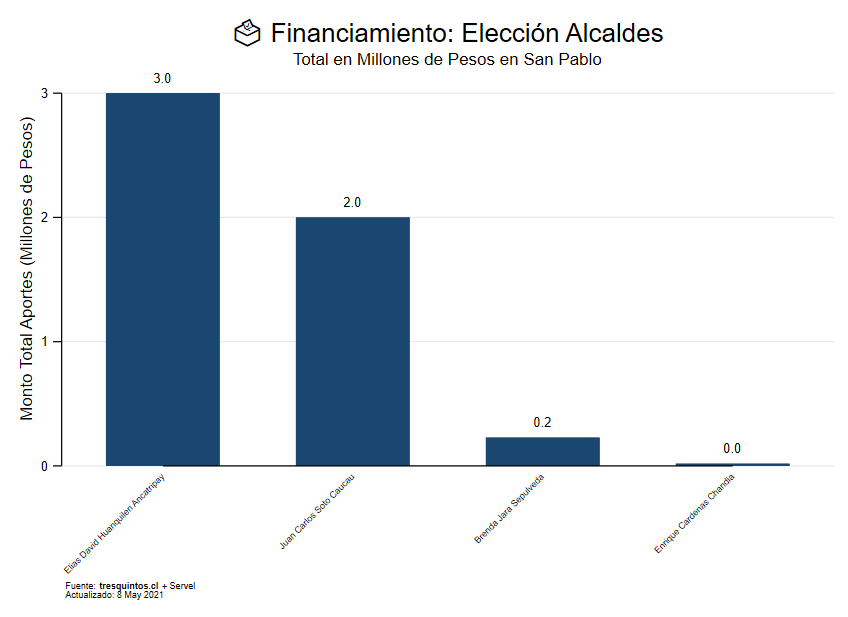 Financiamiento: Elección Alcaldes
Total en Millones de Pesos en San Pablo
Monto Total Aportes (Millones de Pesos)
3
2
1
0
3.0
2.0
0.2
0.0
Elias David Huanquilen Ancatripay
Juan Carlos Soto Caucau
Brenda Jara Sepulveda
Enrique Cardenas Chandia
Fuente: tresquintos.cl + Servel
Actualizado: 8 May 2021